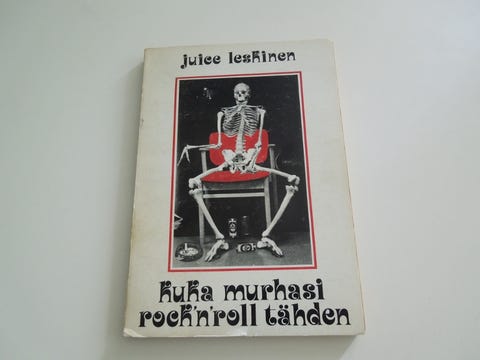 juice leskinen
kuka murhasi
rock'n'roll tähden